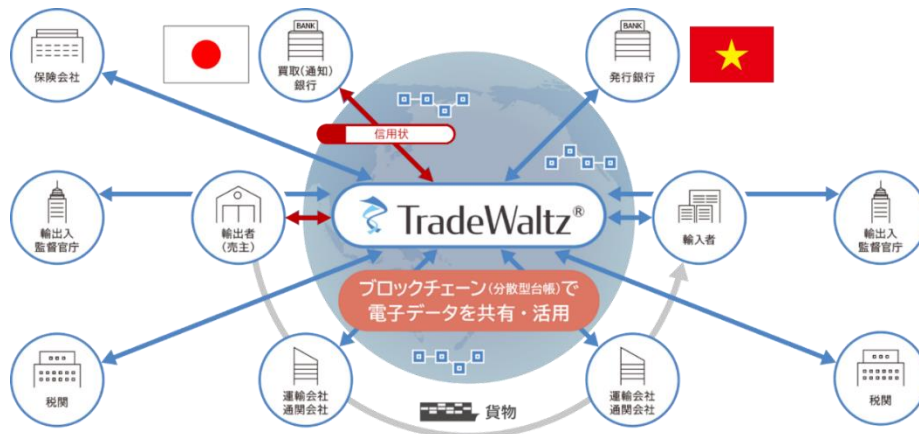 保険会社
BANK
買取(通知)
銀行
BANK
発行銀行
信用状
輸出入
監督官庁
輸出者
(売主)
TradeWaltz®
輸入者
輸出入
監督官庁
ブロックチェーン(分散型台帳)で
電子データを共有・活用
税関
運輸会社
通関会社
貨物
運輸会社
通関会社
税関